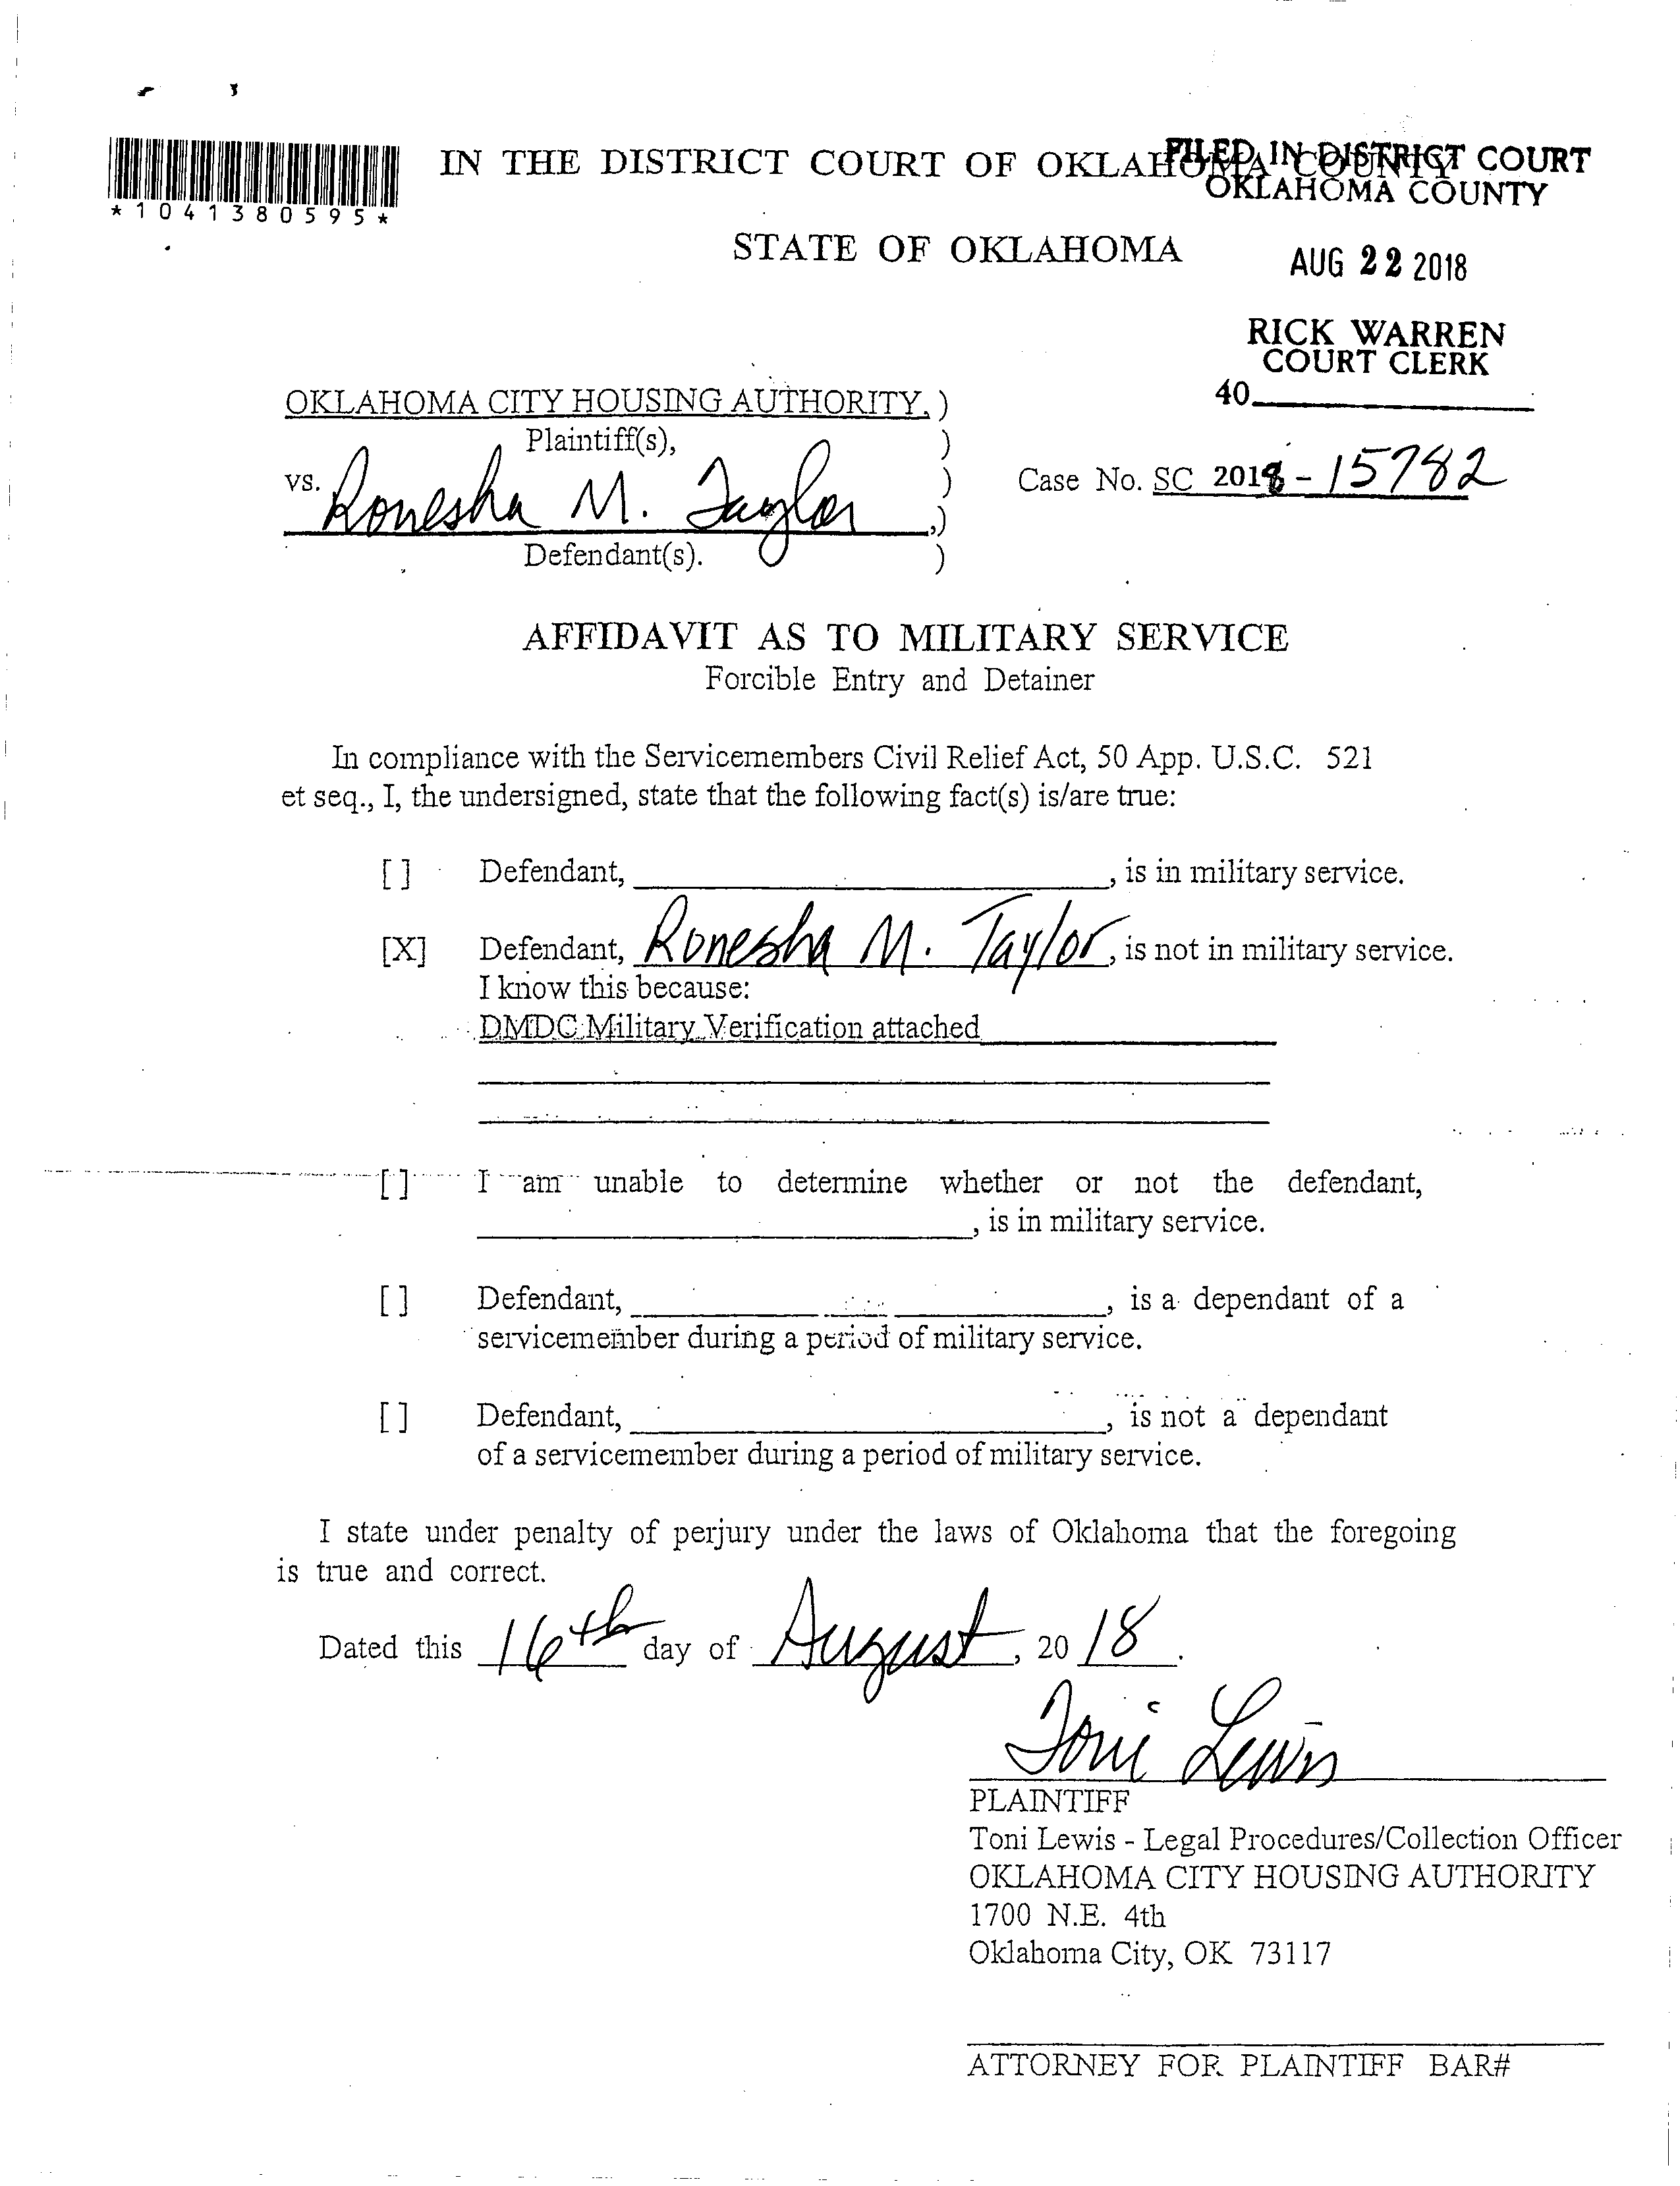 *1041380595*
IN THE DISTRICT COURT OF OKLAHOMA COUNTY
FILED IN DISTRICT COURT
OKLAHOMA COUNTY
STATE OF OKLAHOMA
AUG 22 2018
RICK WARREN
COURT CLERK
40
OKLAHOMA CITY HOUSING AUTHORITY, )
Plaintiff(s), )
vs. Ronesha M. Taylor )
,)
Defendant(s). )
Case No. SC 2018 - 15782
AFFIDAVIT AS TO MILITARY SERVICE
Forcible Entry and Detainer
In compliance with the Servicemembers Civil Relief Act, 50 App. U.S.C. 521
et seq., I, the undersigned, state that the following fact(s) is/are true:
[ ] Defendant, , is in military service.
[X] Defendant, Ronesha M. Taylor, is not in military service.
I know this because:
DMDC Military Verification attached
[ ] I am unable to determine whether or not the defendant,
, is in military service.
[ ] Defendant, , is a dependant of a
servicemember during a period of military service.
[ ] Defendant, , is not a dependant
of a servicemember during a period of military service.
I state under penalty of perjury under the laws of Oklahoma that the foregoing
is true and correct.
Dated this 16th day of August, 20 18.
Toni Lewis
PLAINTIFF
Toni Lewis - Legal Procedures/Collection Officer
OKLAHOMA CITY HOUSING AUTHORITY
1700 N.E. 4th
Oklahoma City, OK 73117
ATTORNEY FOR PLAINTIFF BAR#